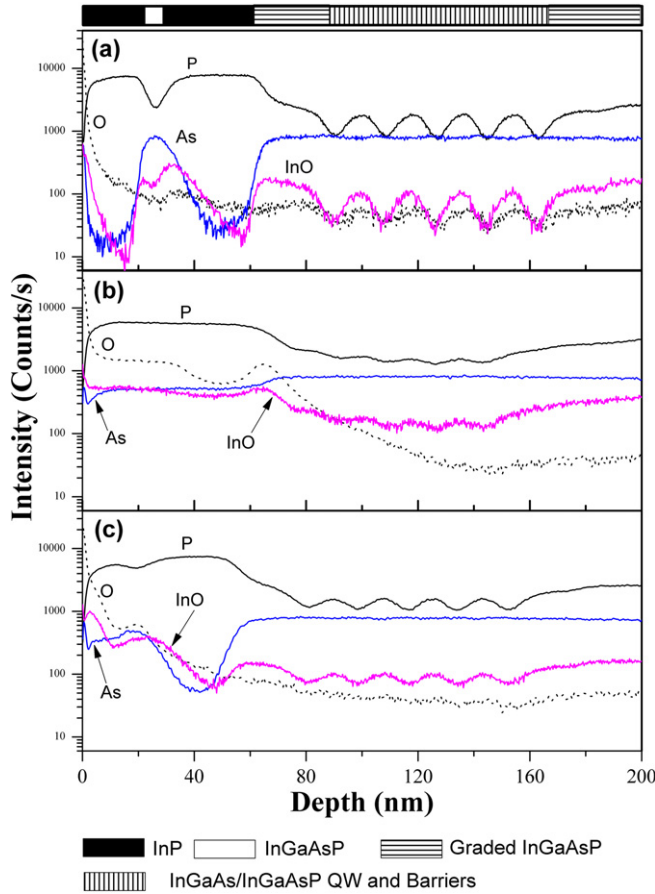 (a)
P
O
As
InO
10000
1000
100
10
(b)
P
O
As
InO
10000
1000
100
10
(c)
P
O
InO
As
10000
1000
100
10
Intensity (Counts/s)
0 40 80 120 160 200
Depth (nm)
InP InGaAsP Graded InGaAsP
InGaAs/InGaAsP QW and Barriers